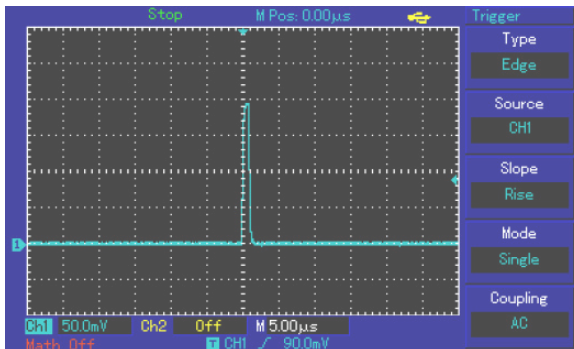 Stop M Pos: 0.00μs Trigger
Type
Edge
Source
CH1
Slope
Rise
Mode
Single
Coupling
AC
1
Ch1 50.0mV Ch2 Off M 5.00μs
Math Off T CH1 / 90.0mV